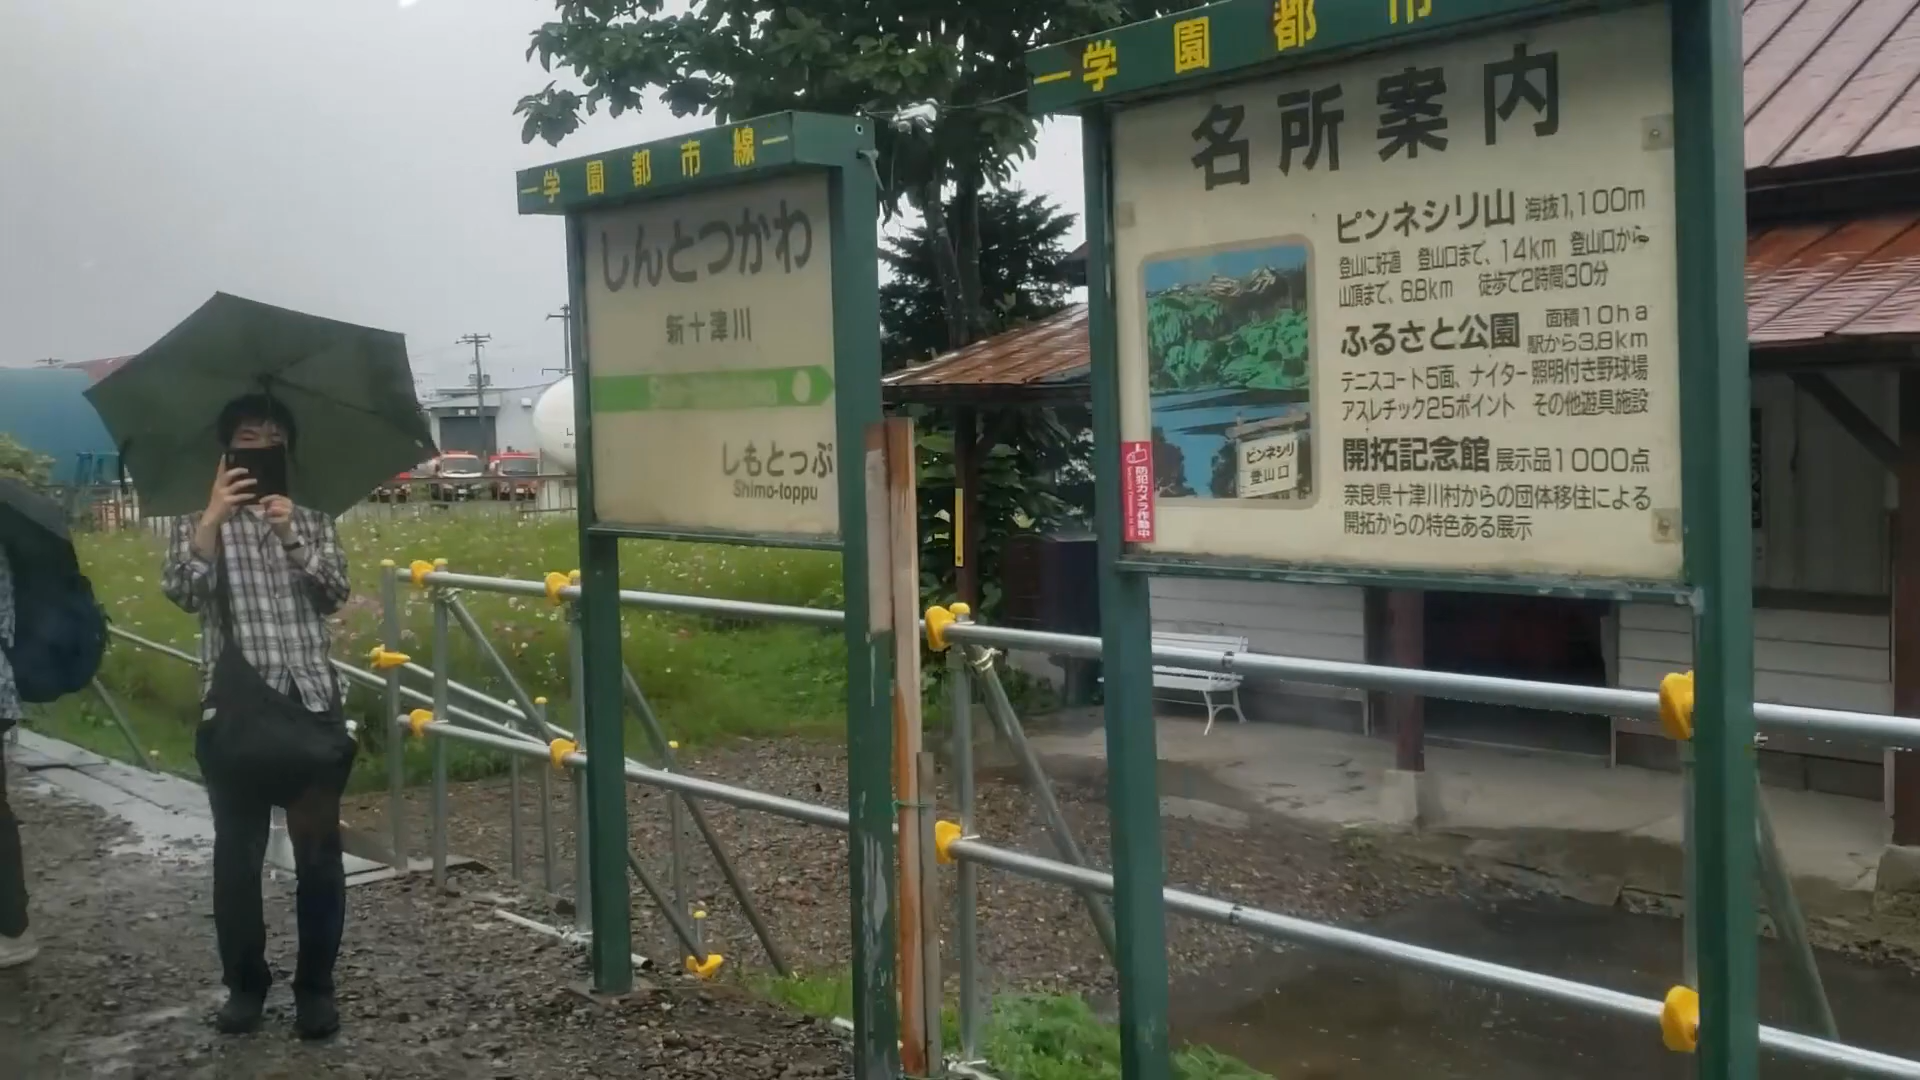 ―学園都市線―
しんとつかわ
新十津川
しもとっぷ
Shimo-toppu
―学園都市
名所案内
ピンネシリ山 海抜1,100m
登山に好適 登山口まで、14km 登山口から
山頂まで、6.8km 徒歩で2時間30分
ふるさと公園 面積10ha
駅から3.8km
テニスコート5面、ナイター照明付き野球場
アスレチック25ポイント その他遊具施設
開拓記念館 展示品1000点
奈良県十津川村からの団体移住による
開拓からの特色ある展示
ピンネシリ
登山口
防犯カメラ作動中